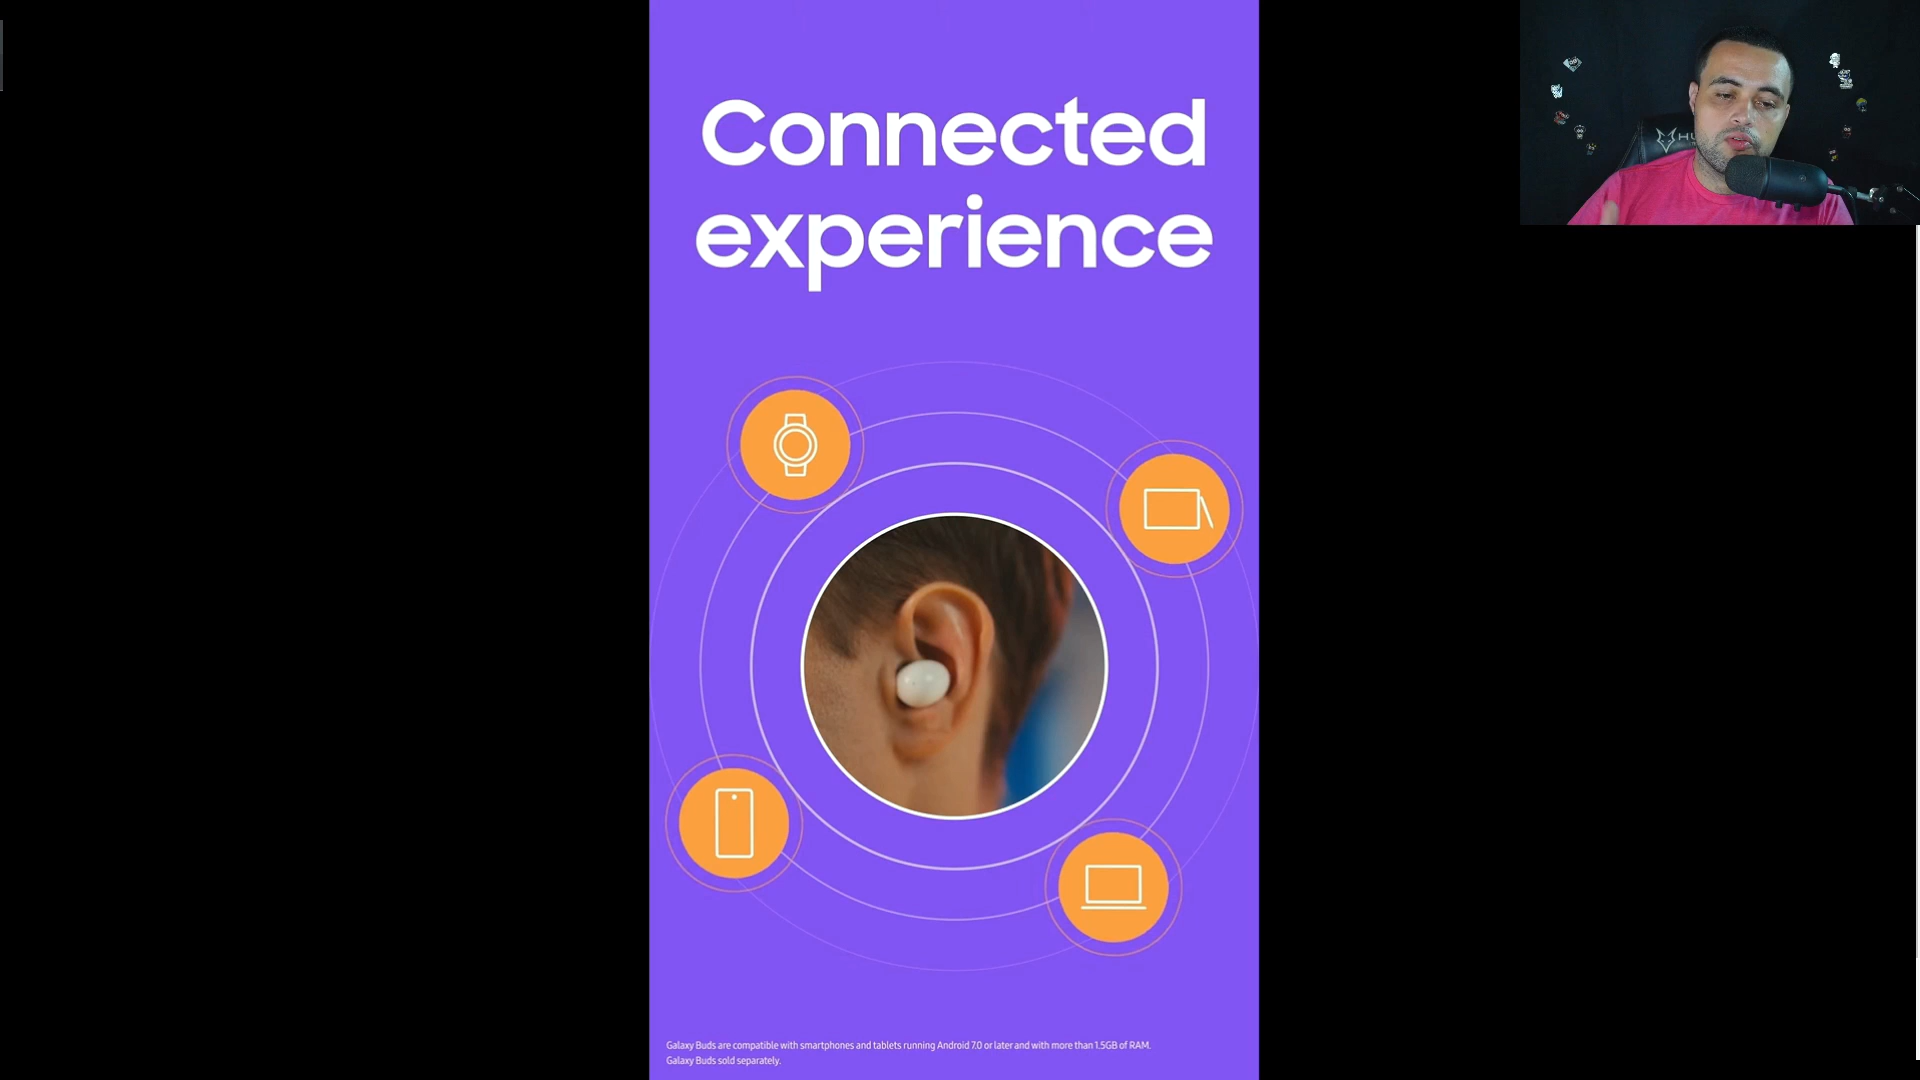 Connected
experience
Galaxy Buds are compatible with smartphones and tablets running Android 7.0 or later and with more than 1.5GB of RAM.
Galaxy Buds sold separately.